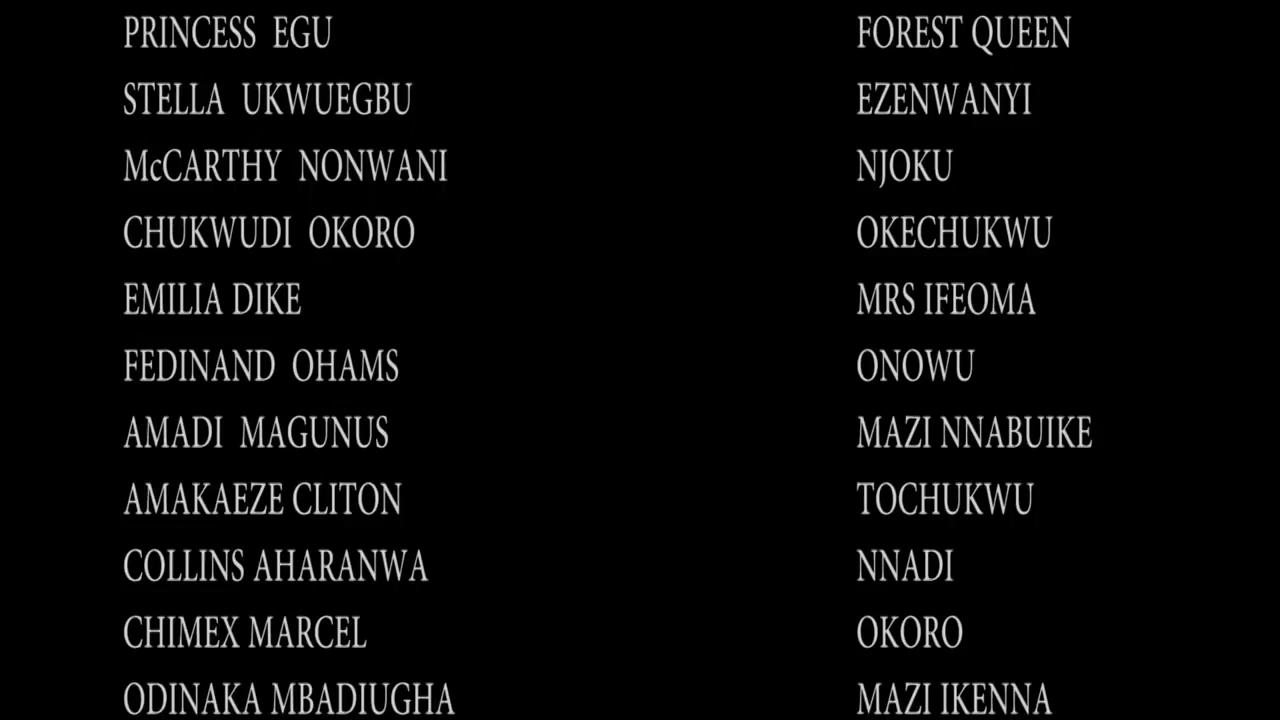 PRINCESS EGU FOREST QUEEN
STELLA UKWUEGBU EZENWANYI
McCARTHY NONWANI NJOKU
CHUKWUDI OKORO OKECHUKWU
EMILIA DIKE MRS IFEOMA
FEDINAND OHAMS ONOWU
AMADI MAGUNUS MAZI NNABUIKE
AMAKAEZE CLITON TOCHUKWU
COLLINS AHARANWA NNADI
CHIMEX MARCEL OKORO
ODINAKA MBADIUGHA MAZI IKENNA